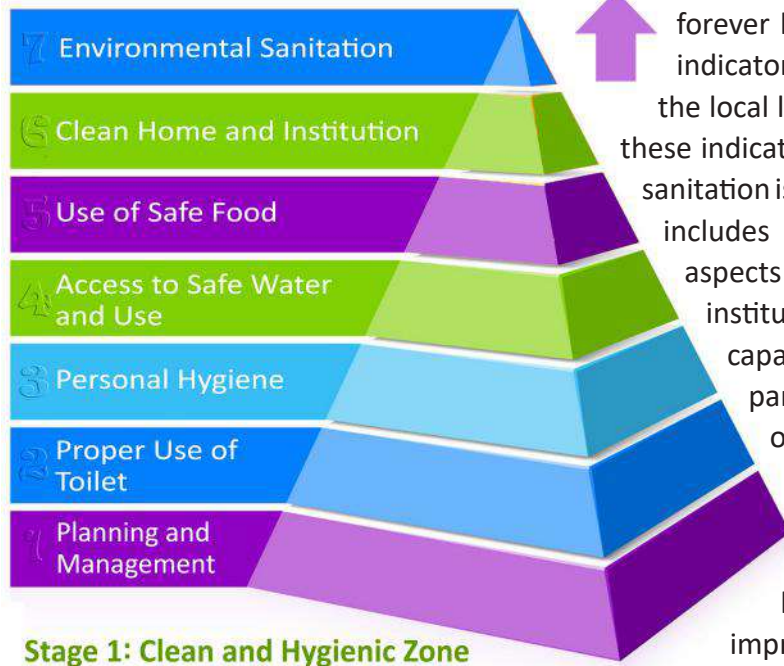 7 Environmental Sanitation
6 Clean Home and Institution
5 Use of Safe Food
4 Access to Safe Water
and Use
3 Personal Hygiene
2 Proper Use of
Toilet
1 Planning and
Management
Stage 1: Clean and Hygienic Zone
forever
indicator
the local
these indicat
sanitation is
includes
aspects
institu
capa
par
o
impr